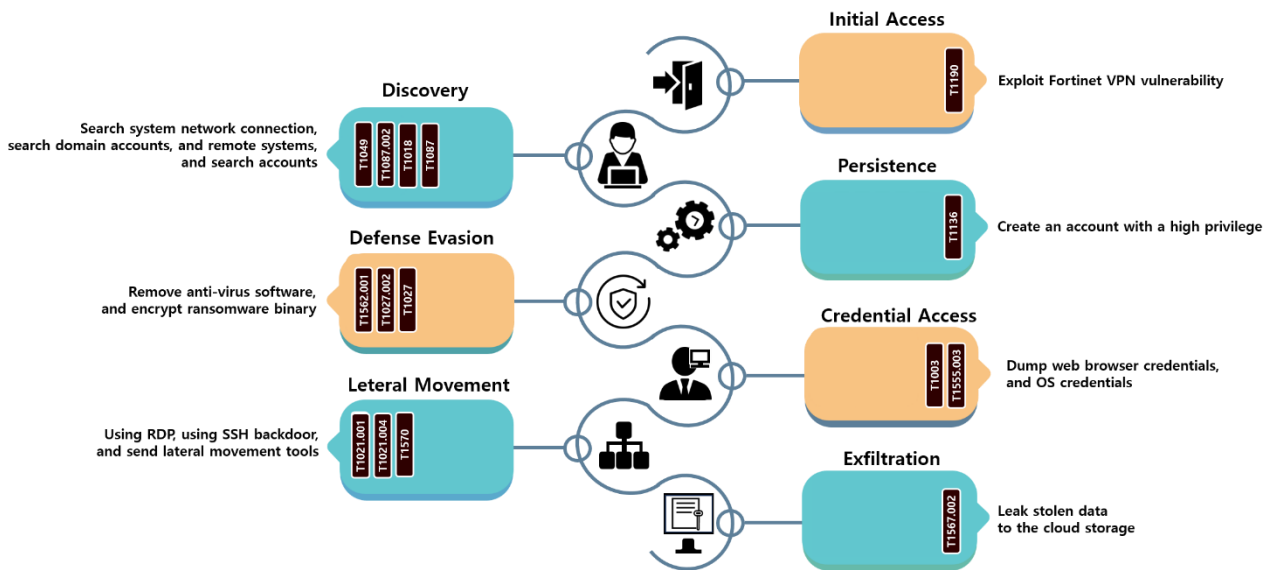 Initial Access
T1190
Exploit Fortinet VPN vulnerability
Discovery
Search system network connection,
search domain accounts, and remote systems,
and search accounts
T1049
T1087.002
T1018
T1087
Persistence
T1136
Create an account with a high privilege
Defense Evasion
Remove anti-virus software,
and encrypt ransomware binary
T1562.001
T1027.002
T1027
Credential Access
T1003
T1555.003
Dump web browser credentials,
and OS credentials
Leteral Movement
Using RDP, using SSH backdoor,
and send lateral movement tools
T1021.001
T1021.004
T1570
Exfiltration
T1567.002
Leak stolen data
to the cloud storage